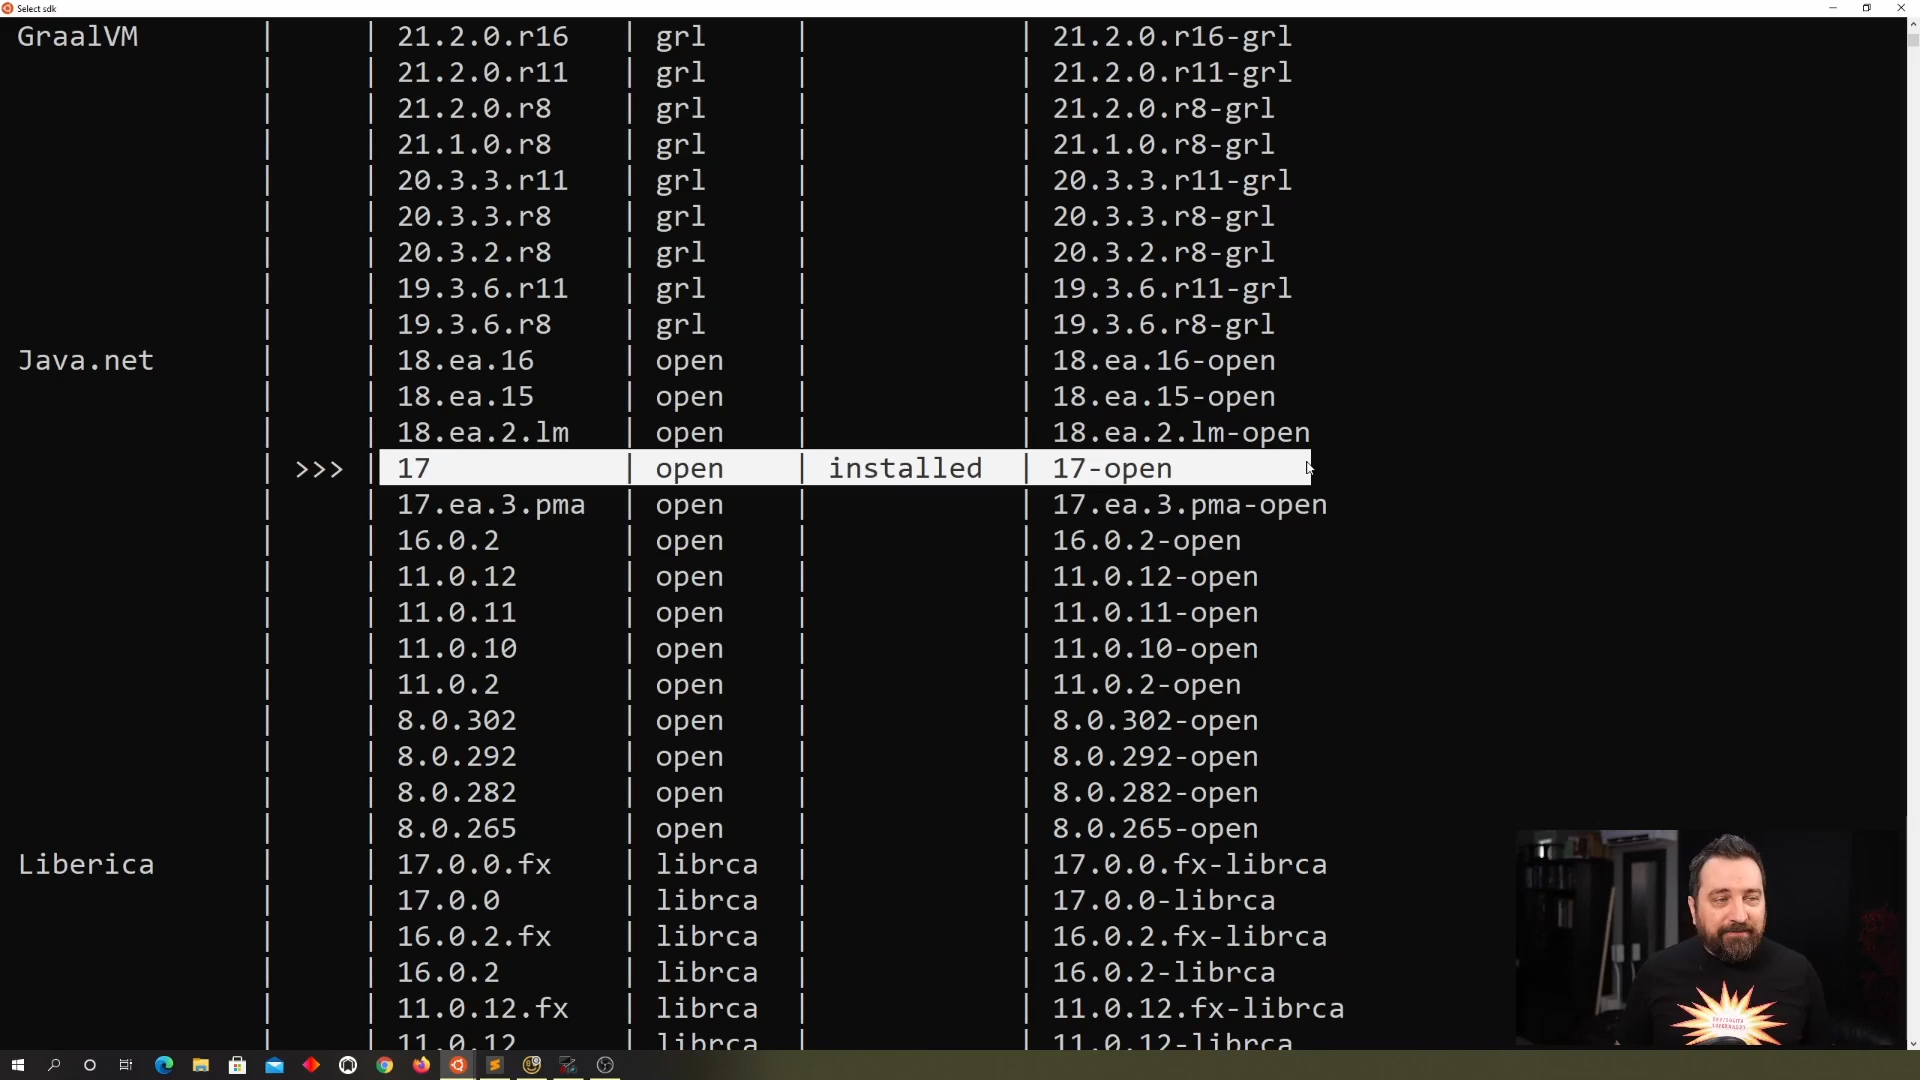 Select sdk
GraalVM | | 21.2.0.r16 | grl | | 21.2.0.r16-grl
| | 21.2.0.r11 | grl | | 21.2.0.r11-grl
| | 21.2.0.r8 | grl | | 21.2.0.r8-grl
| | 21.1.0.r8 | grl | | 21.1.0.r8-grl
| | 20.3.3.r11 | grl | | 20.3.3.r11-grl
| | 20.3.3.r8 | grl | | 20.3.3.r8-grl
| | 20.3.2.r8 | grl | | 20.3.2.r8-grl
| | 19.3.6.r11 | grl | | 19.3.6.r11-grl
| | 19.3.6.r8 | grl | | 19.3.6.r8-grl
Java.net | | 18.ea.16 | open | | 18.ea.16-open
| | 18.ea.15 | open | | 18.ea.15-open
| | 18.ea.2.lm | open | | 18.ea.2.lm-open
| >>> | 17 | open | installed | 17-open
| | 17.ea.3.pma | open | | 17.ea.3.pma-open
| | 16.0.2 | open | | 16.0.2-open
| | 11.0.12 | open | | 11.0.12-open
| | 11.0.11 | open | | 11.0.11-open
| | 11.0.10 | open | | 11.0.10-open
| | 11.0.2 | open | | 11.0.2-open
| | 8.0.302 | open | | 8.0.302-open
| | 8.0.292 | open | | 8.0.292-open
| | 8.0.282 | open | | 8.0.282-open
| | 8.0.265 | open | | 8.0.265-open
Liberica | | 17.0.0.fx | librca | | 17.0.0.fx-librca
| | 17.0.0 | librca | | 17.0.0-librca
| | 16.0.2.fx | librca | | 16.0.2.fx-librca
| | 16.0.2 | librca | | 16.0.2-librca
| | 11.0.12.fx | librca | | 11.0.12.fx-librca
| | 11.0.12 | librca | | 11.0.12-librca